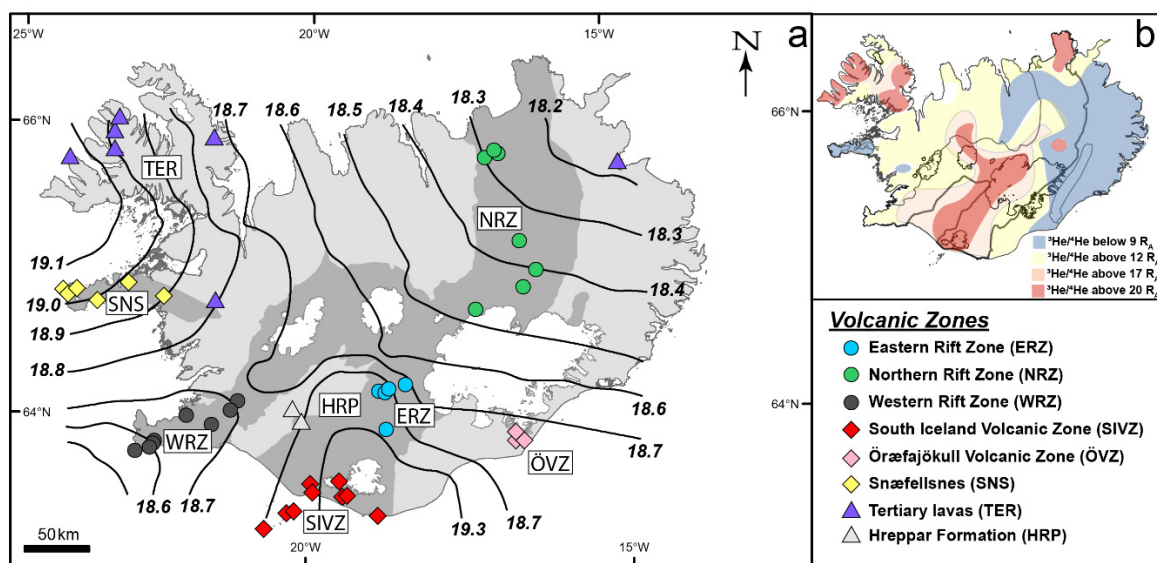 25°W
20°W
15°W
a
N
66°N
18.7
18.6
18.5
18.4
18.3
18.2
TER
NRZ
18.3
18.4
19.1
SNS
19.0
18.9
18.8
64°N
HRP
ERZ
18.6
18.7
WRZ
ÖVZ
18.6
18.7
SIVZ
19.3
18.7
50 km
20°W
15°W
b
66°N
³He/⁴He below 9 R_A
³He/⁴He above 12 R
³He/⁴He above 17 R
³He/⁴He above 20 R
64°N
Volcanic Zones
Eastern Rift Zone (ERZ)
Northern Rift Zone (NRZ)
Western Rift Zone (WRZ)
South Iceland Volcanic Zone (SIVZ)
Öræfajökull Volcanic Zone (ÖVZ)
Snæfellsnes (SNS)
Tertiary lavas (TER)
Hreppar Formation (HRP)